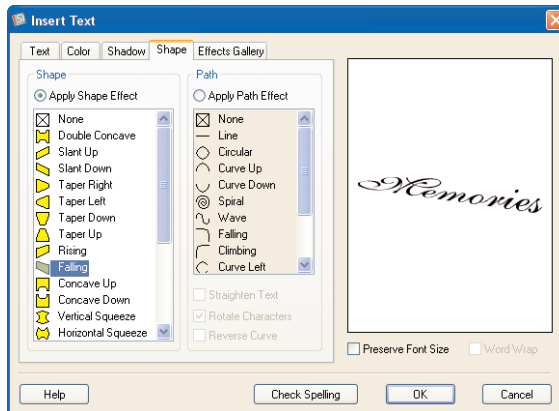 Insert Text
Text Color Shadow Shape Effects Gallery
Shape
Apply Shape Effect
None
Double Concave
Slant Up
Slant Down
Taper Right
Taper Left
Taper Down
Taper Up
Rising
Falling
Concave Up
Concave Down
Vertical Squeeze
Horizontal Squeeze
Path
Apply Path Effect
None
Line
Circular
Curve Up
Curve Down
Spiral
Wave
Falling
Climbing
Curve Left
Straighten Text
Rotate Characters
Reverse Curve
Memories
Preserve Font Size Word Wrap
Help Check Spelling OK Cancel